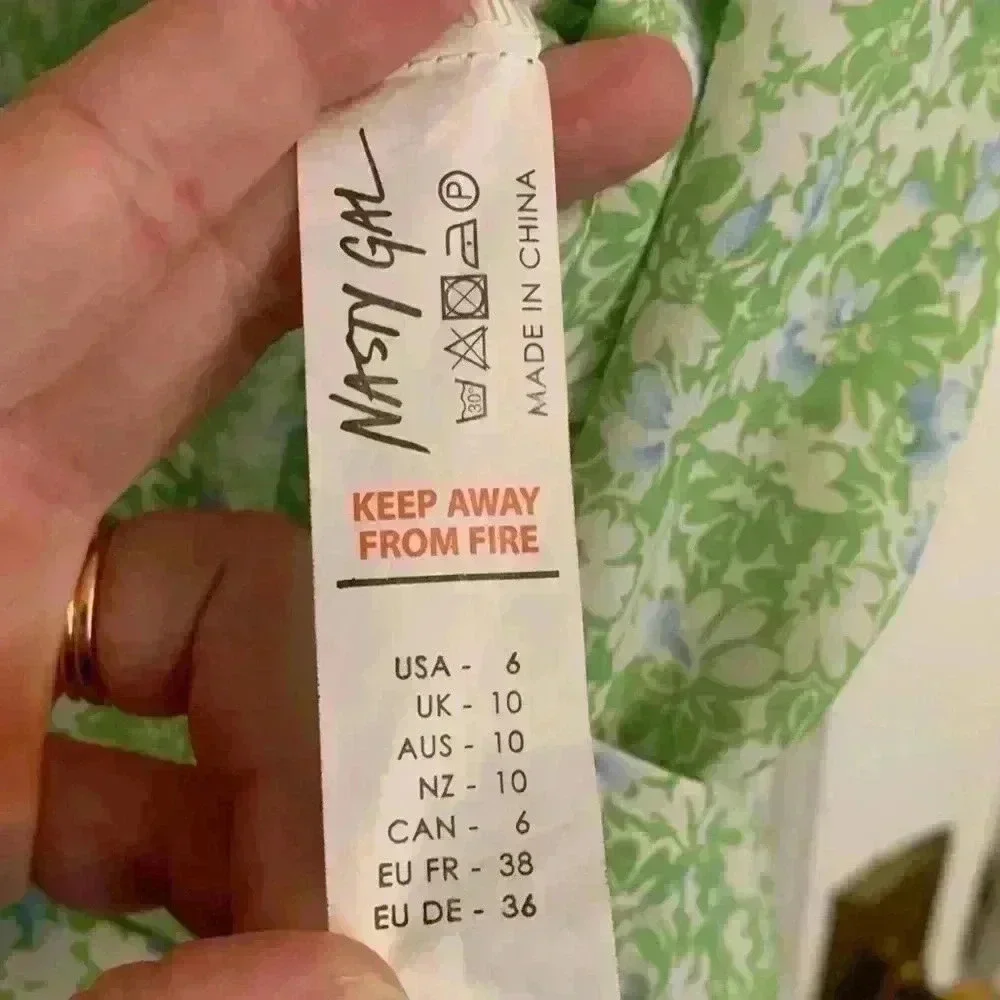 NASTY GAL
30°
P
MADE IN CHINA
KEEP AWAY
FROM FIRE
USA - 6
UK - 10
AUS - 10
NZ - 10
CAN - 6
EU FR - 38
EU DE - 36